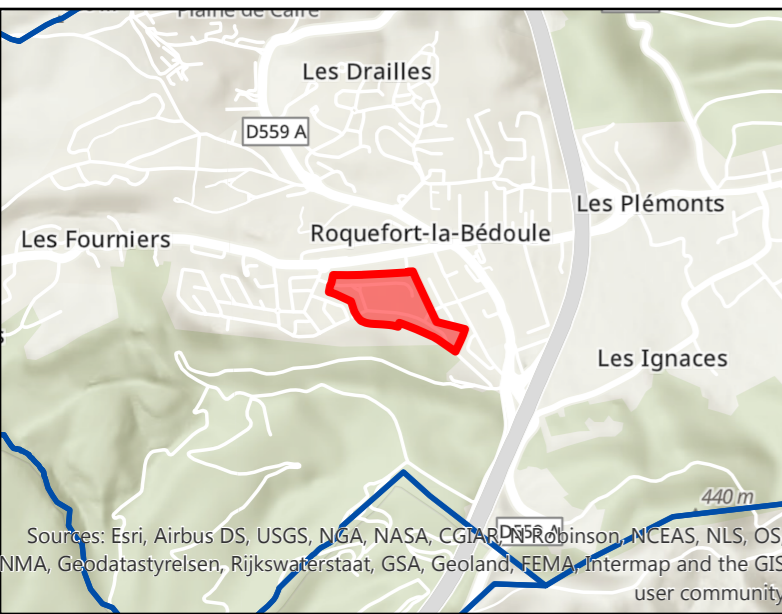 Plaine de Caire
Les Drailles
D559 A
Les Plémonts
Roquefort-la-Bédoule
Les Fourniers
Les Ignaces
440 m
D559 A
Sources: Esri, Airbus DS, USGS, NGA, NASA, CGIAR, N Robinson, NCEAS, NLS, OS,
NMA, Geodatastyrelsen, Rijkswaterstaat, GSA, Geoland, FEMA, Intermap and the GIS
user community